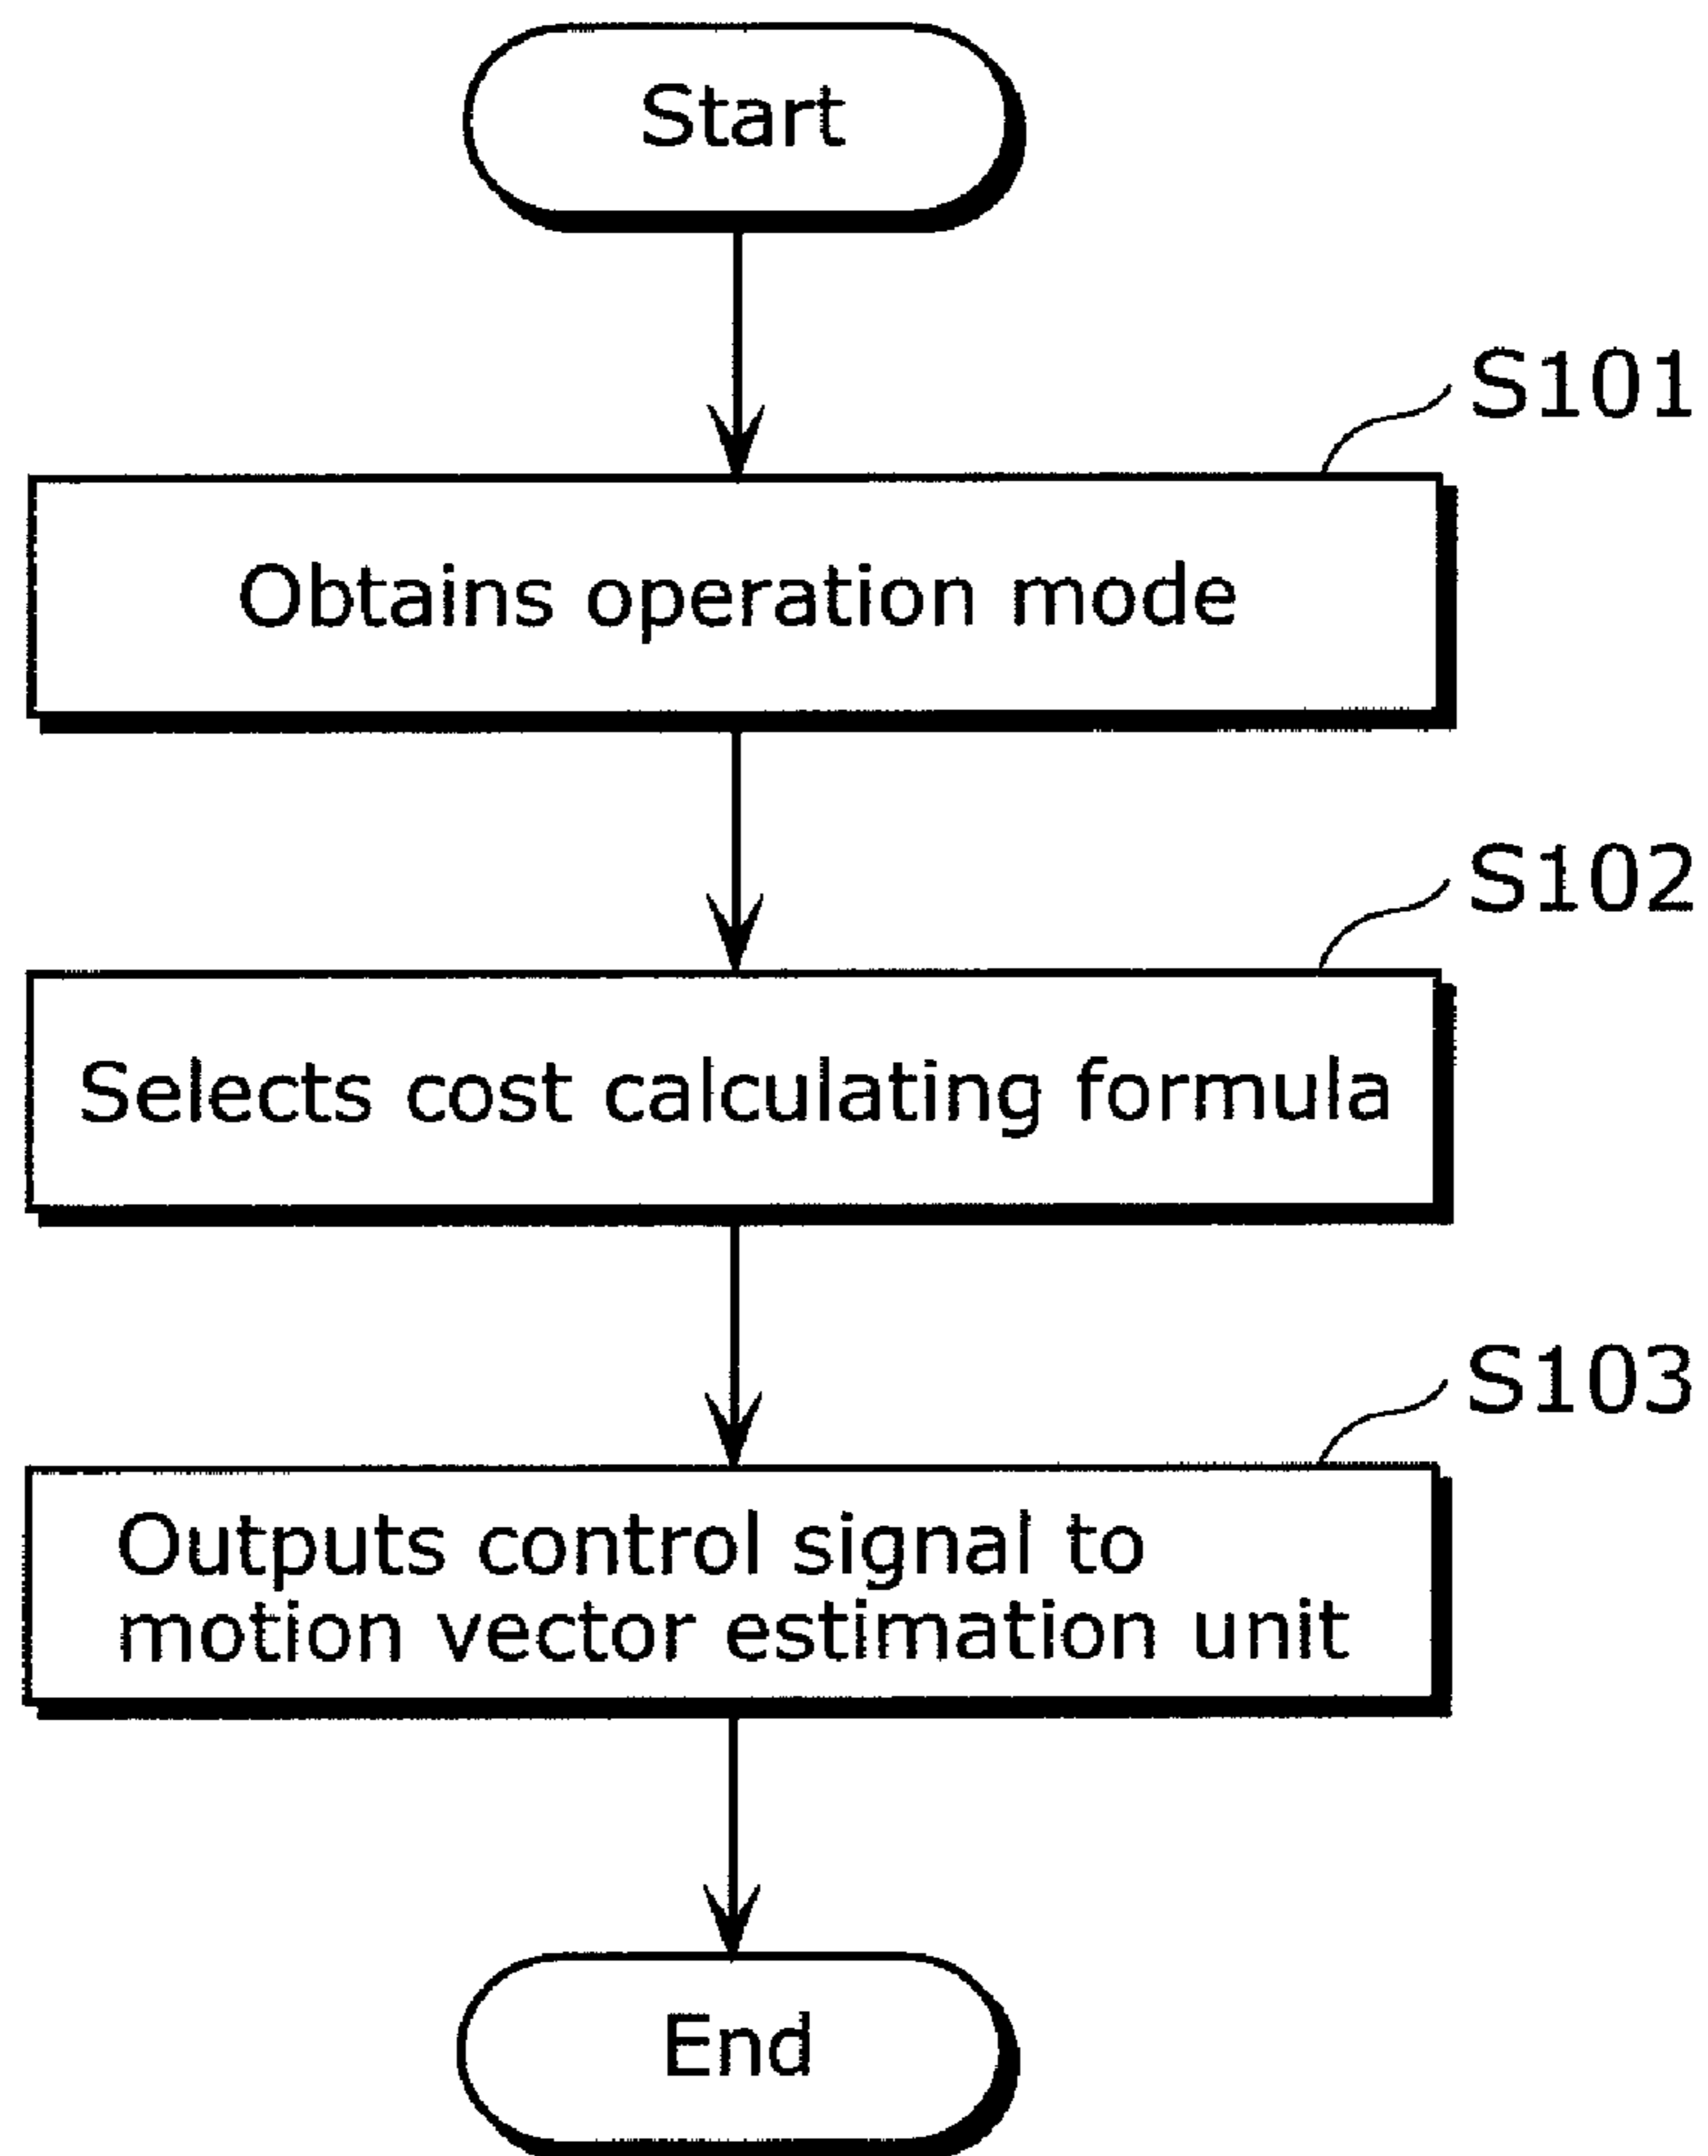 Start
S101
Obtains operation mode
S102
Selects cost calculating formula
S103
Outputs control signal to
motion vector estimation unit
End